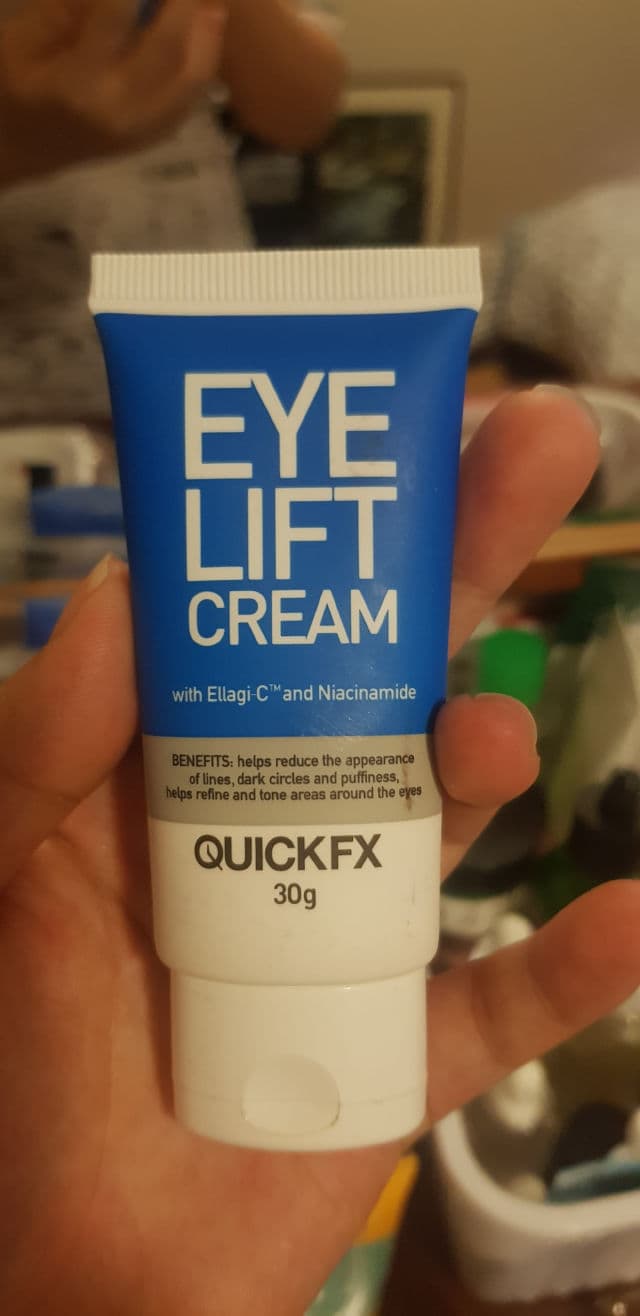 EYE
LIFT
CREAM
with Ellagi-C™ and Niacinamide
BENEFITS: helps reduce the appearance
of lines, dark circles and puffiness,
helps refine and tone areas around the eyes
QUICKFX
30g